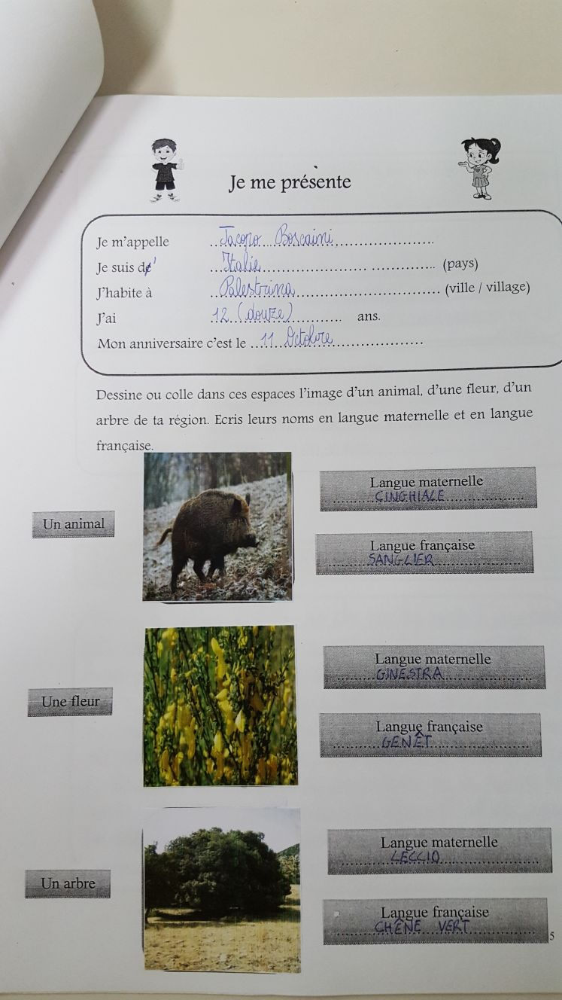 Je me présente
Je m'appelle Jacopo Boscaini
Je suis d' Italie (pays)
J'habite à Palestrina (ville / village)
J'ai 12 (douze) ans.
Mon anniversaire c'est le 11 Octobre
Dessine ou colle dans ces espaces l'image d'un animal, d'une fleur, d'un
arbre de ta région. Ecris leurs noms en langue maternelle et en langue
française.
Langue maternelle
CINGHIALE
Un animal
Langue française
SANGLIER
Langue maternelle
GINESTRA
Une fleur
Langue française
GENÊT
Langue maternelle
LECCIO
Un arbre
Langue française
CHÊNE VERT
5